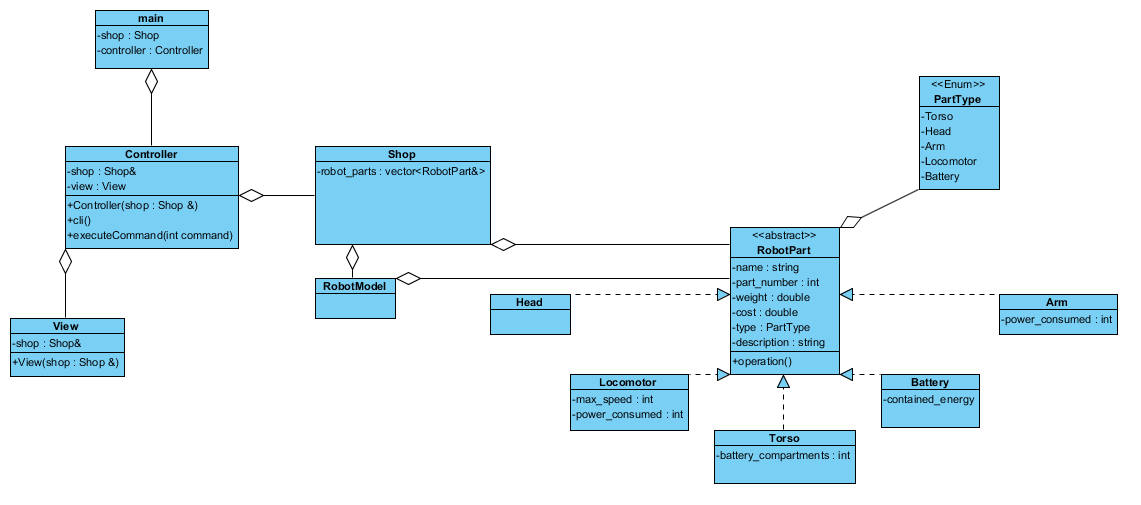 main
-shop : Shop
-controller : Controller
<<Enum>>
PartType
-Torso
-Head
-Arm
-Locomotor
-Battery
Controller
-shop : Shop&
-view : View
+Controller(shop : Shop &)
+cli()
+executeCommand(int command)
Shop
-robot_parts : vector<RobotPart&>
<<abstract>>
RobotPart
-name : string
-part_number : int
-weight : double
-cost : double
-type : PartType
-description : string
+operation()
RobotModel
Head
Arm
-power_consumed : int
View
-shop : Shop&
+View(shop : Shop &)
Locomotor
-max_speed : int
-power_consumed : int
Battery
-contained_energy
Torso
-battery_compartments : int